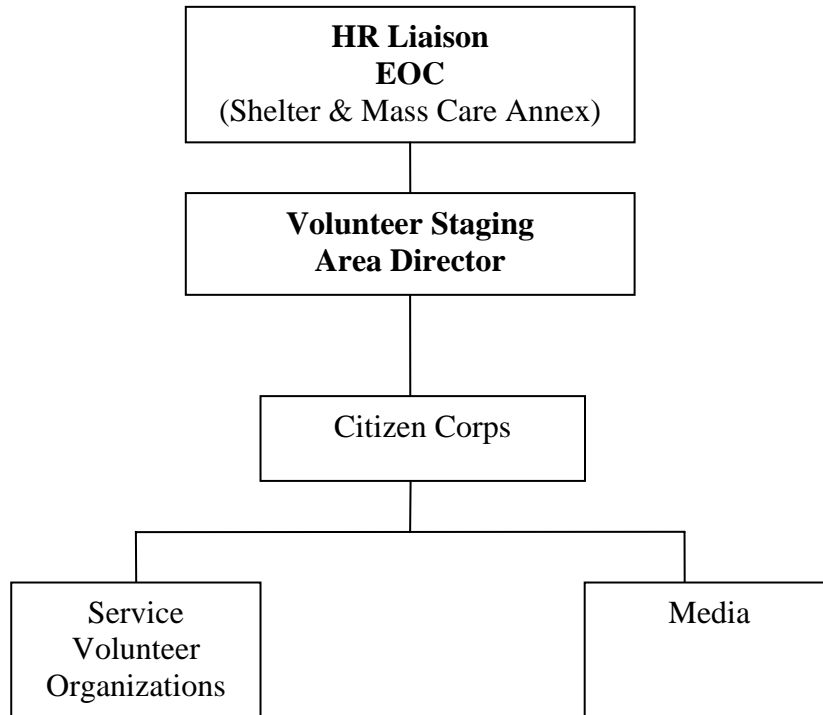 HR Liaison
EOC
(Shelter & Mass Care Annex)
Volunteer Staging
Area Director
Citizen Corps
Service
Volunteer
Organizations
Media